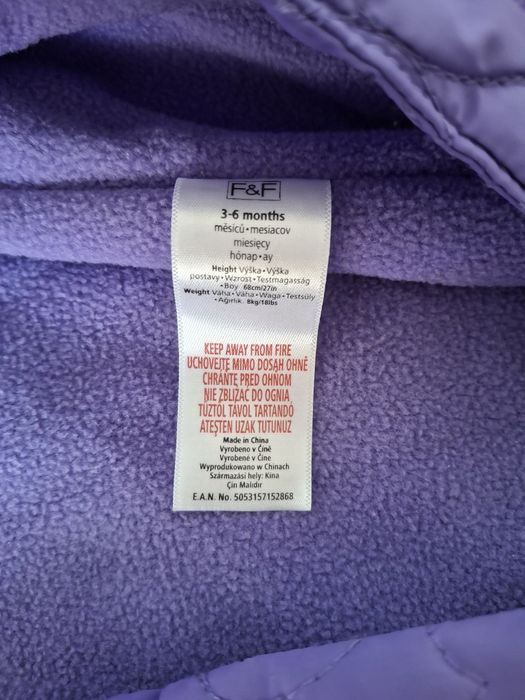 F&F
3-6 months
měsíců•mesiacov
miesięcy
hónap•ay
Height Výška•Výška
postavy•Wzrost•Testmagasság
•Boy 68cm/27in
Weight Váha•Váha•Waga•Testsúly
•Ağırlık 8kg/18lbs
KEEP AWAY FROM FIRE
UCHOVEJTE MIMO DOSAH OHNĚ
CHRÁŇTE PRED OHŇOM
NIE ZBLIŻAĆ DO OGNIA
TŰZTŐL TÁVOL TARTANDÓ
ATEŞTEN UZAK TUTUNUZ
Made in China
Vyrobeno v Číně
Vyrobené v Číne
Wyprodukowano w Chinach
Származási hely: Kína
Çin Malıdır
E.A.N. No. 5053157152868